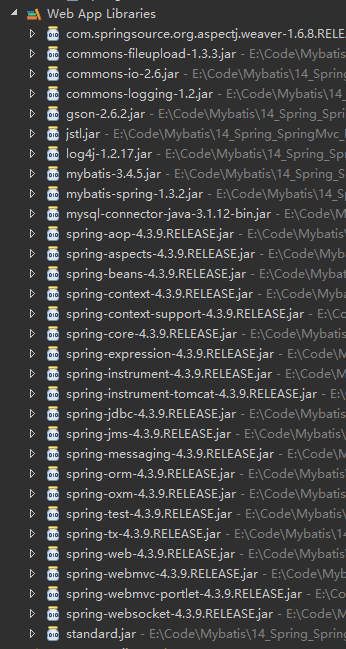 Web App Libraries
com.springsource.org.aspectj.weaver-1.6.8.RELE
commons-fileupload-1.3.3.jar - E:\Code\Mybatis\
commons-io-2.6.jar - E:\Code\Mybatis\14_Spring
commons-logging-1.2.jar - E:\Code\Mybatis\14_
gson-2.6.2.jar - E:\Code\Mybatis\14_Spring_Spri
jstl.jar - E:\Code\Mybatis\14_Spring_SpringMvc_
log4j-1.2.17.jar - E:\Code\Mybatis\14_Spring_Sp
mybatis-3.4.5.jar - E:\Code\Mybatis\14_Spring_S
mybatis-spring-1.3.2.jar - E:\Code\Mybatis\14_S
mysql-connector-java-3.1.12-bin.jar - E:\Code\M
spring-aop-4.3.9.RELEASE.jar - E:\Code\Mybatis\
spring-aspects-4.3.9.RELEASE.jar - E:\Code\Myb
spring-beans-4.3.9.RELEASE.jar - E:\Code\Mybat
spring-context-4.3.9.RELEASE.jar - E:\Code\Myb
spring-context-support-4.3.9.RELEASE.jar - E:\C
spring-core-4.3.9.RELEASE.jar - E:\Code\Mybatis
spring-expression-4.3.9.RELEASE.jar - E:\Code\M
spring-instrument-4.3.9.RELEASE.jar - E:\Code\M
spring-instrument-tomcat-4.3.9.RELEASE.jar - E:
spring-jdbc-4.3.9.RELEASE.jar - E:\Code\Mybatis
spring-jms-4.3.9.RELEASE.jar - E:\Code\Mybatis\
spring-messaging-4.3.9.RELEASE.jar - E:\Code\M
spring-orm-4.3.9.RELEASE.jar - E:\Code\Mybatis
spring-oxm-4.3.9.RELEASE.jar - E:\Code\Mybatis
spring-test-4.3.9.RELEASE.jar - E:\Code\Mybatis\
spring-tx-4.3.9.RELEASE.jar - E:\Code\Mybatis\1
spring-web-4.3.9.RELEASE.jar - E:\Code\Mybatis
spring-webmvc-4.3.9.RELEASE.jar - E:\Code\My
spring-webmvc-portlet-4.3.9.RELEASE.jar - E:\Co
spring-websocket-4.3.9.RELEASE.jar - E:\Code\M
standard.jar - E:\Code\Mybatis\14_Spring_Spring